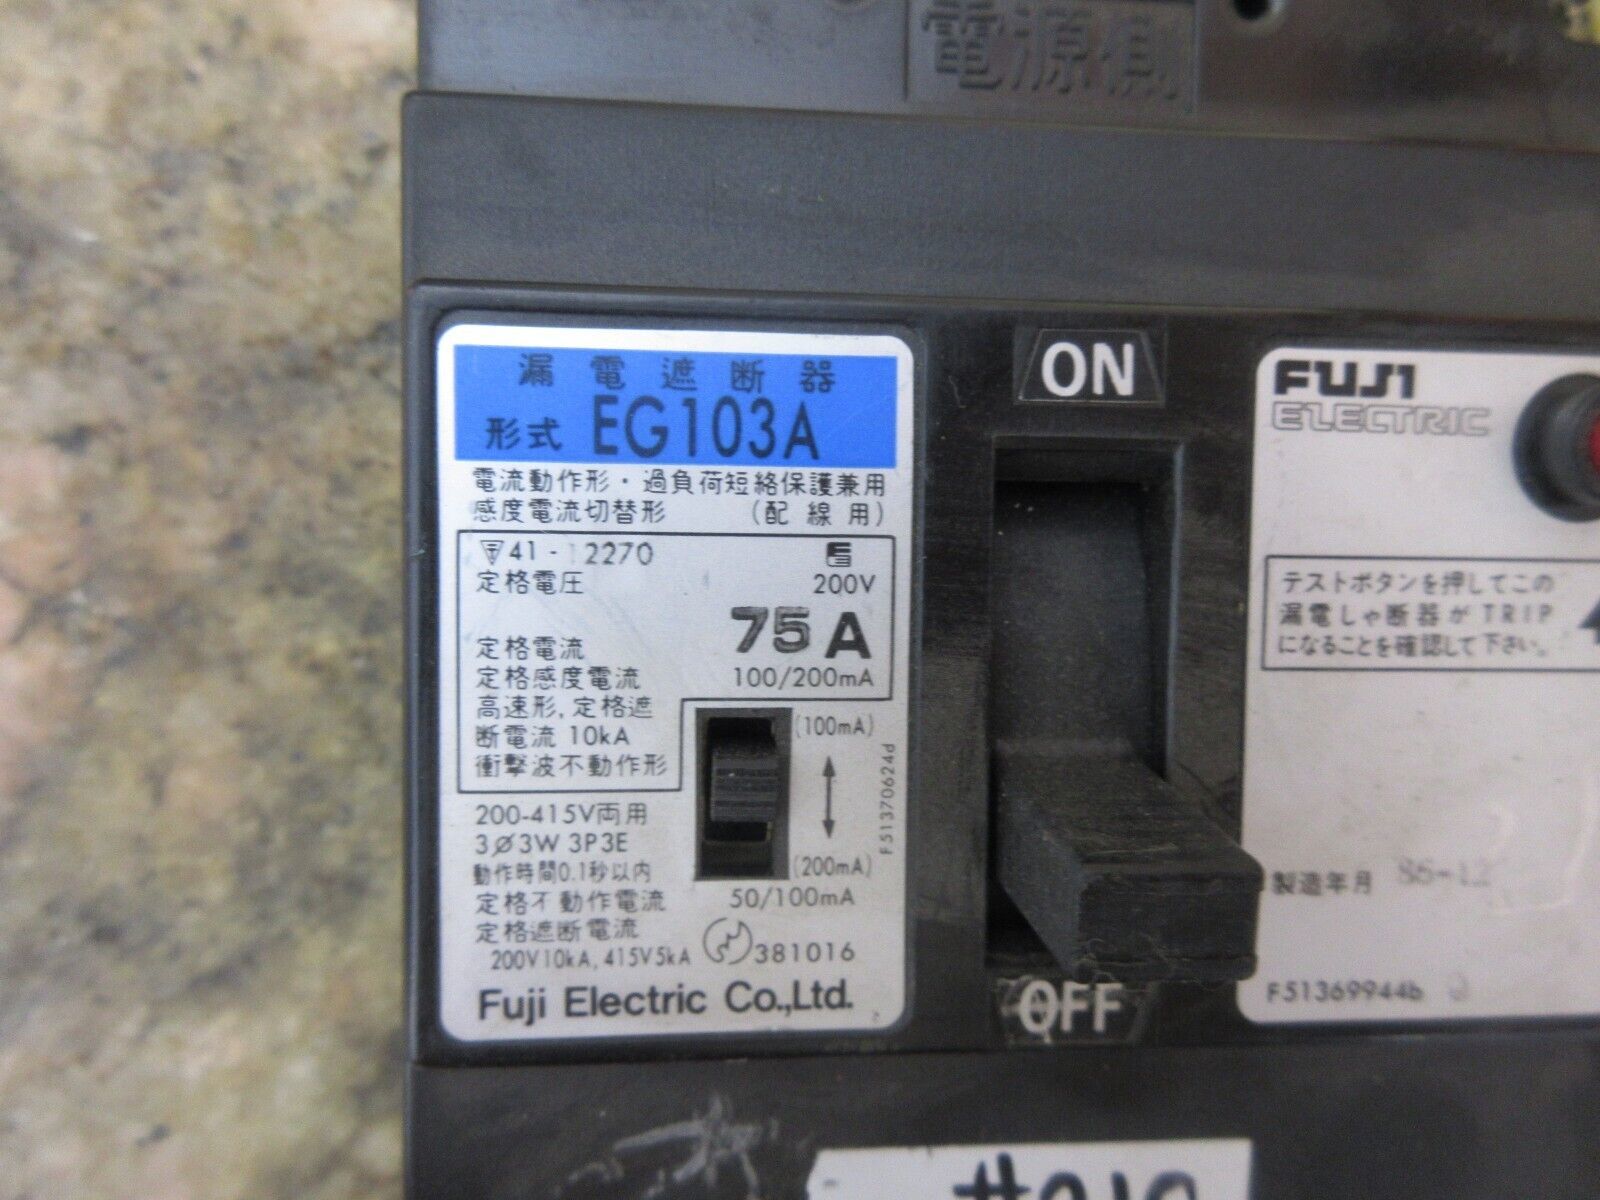 電源側
漏電遮断器
形式 EG103A
電流動作形・過負荷短絡保護兼用
感度電流切替形 (配線用)
41-12270
定格電圧 200V
定格電流 75A
定格感度電流 100/200mA
高速形,定格遮
断電流 10kA
衝撃波不動作形
(100mA)
(200mA)
F51370624d
200-415V両用
3ø3W 3P3E
動作時間0.1秒以内
定格不動作電流 50/100mA
定格遮断電流
200V10kA, 415V5kA 381016
Fuji Electric Co.,Ltd.
ON
OFF
FUJI
ELECTRIC
テストボタンを押してこの
漏電しゃ断器がTRIP
になることを確認して下さい。
製造年月 86-12
F51369944b